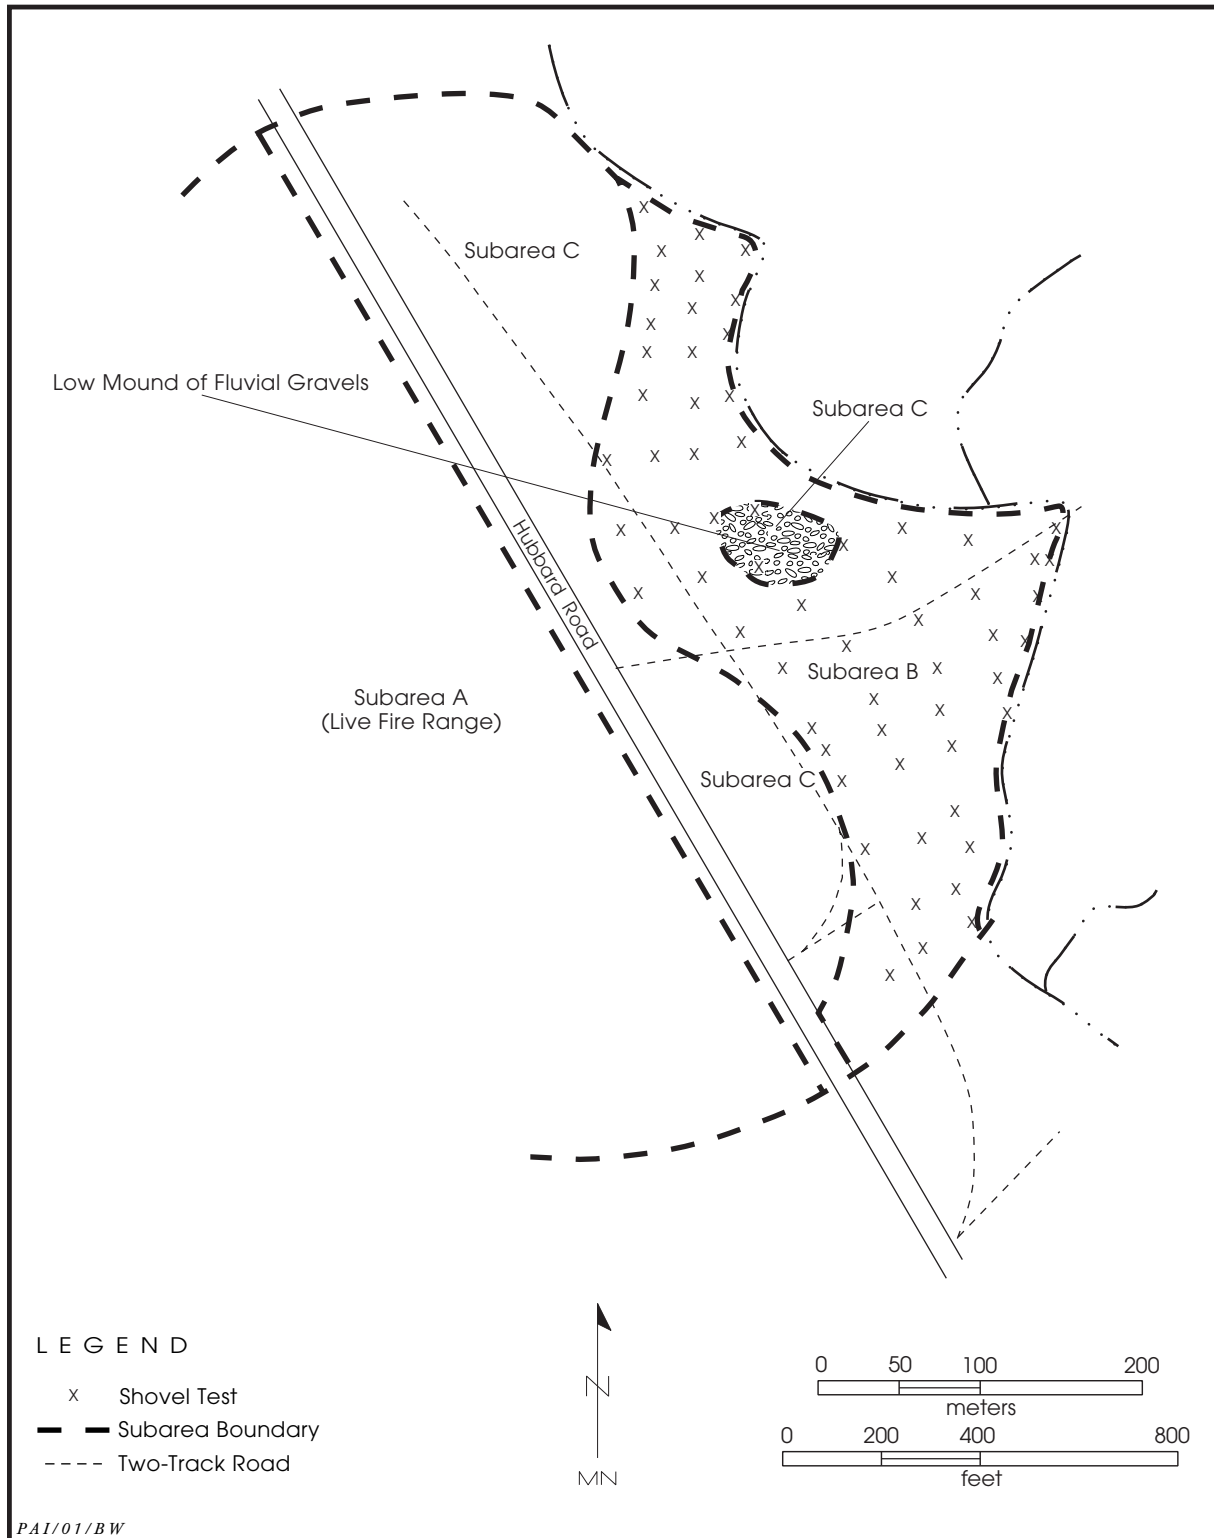 Subarea C
Low Mound of Fluvial Gravels
Subarea C
Hubbard Road
Subarea B
Subarea A
(Live Fire Range)
Subarea C
LEGEND
X Shovel Test
Subarea Boundary
Two-Track Road
N
MN
0 50 100 200
meters
0 200 400 800
feet
PAI/01/BW